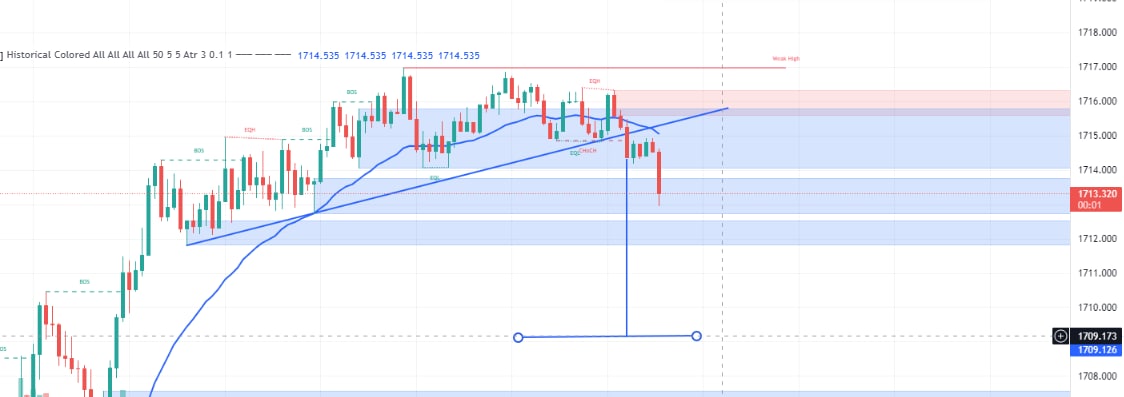 1718.000
] Historical Colored All All All All 50 5 5 Atr 3 0.1 1 1714.535 1714.535 1714.535 1714.535
Weak High
1717.000
EQH
BOS
1716.000
EQH
BOS
1715.000
BOS
EQL
CHoCH
1714.000
EQL
1713.320
00:01
1712.000
1711.000
BOS
1710.000
1709.173
1709.126
OS
1708.000